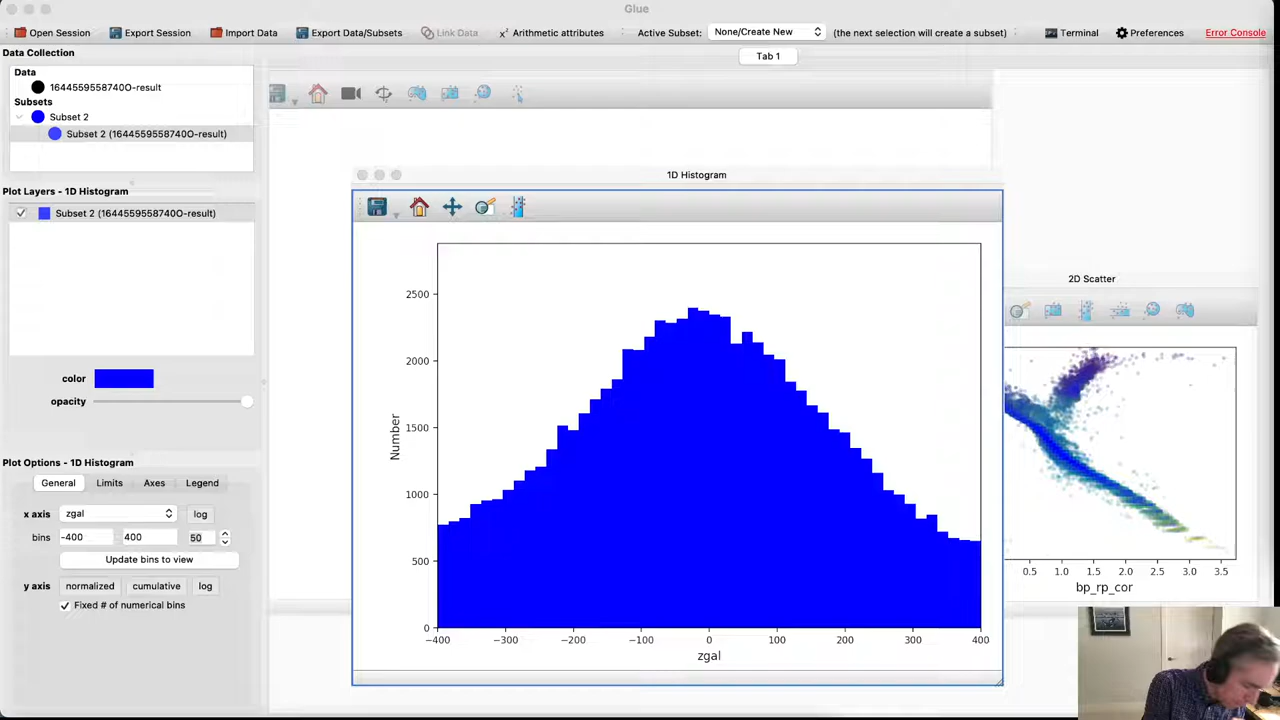 Glue
Open Session Export Session Import Data Export Data/Subsets Link Data Arithmetic attributes Active Subset: None/Create New (the next selection will create a subset) Terminal Preferences Error Console
Data Collection
Tab 1
Data
1644559558740O-result
Subsets
Subset 2
Subset 2 (1644559558740O-result)
Plot Layers - 1D Histogram
Subset 2 (1644559558740O-result)
color
opacity
Plot Options - 1D Histogram
General Limits Axes Legend
x axis zgal log
bins -400 400 50
Update bins to view
y axis normalized cumulative log
Fixed # of numerical bins
1D Histogram
2500
2000
1500
1000
500
0
Number
−400 −300 −200 −100 0 100 200 300 400
zgal
2D Scatter
0.5 1.0 1.5 2.0 2.5 3.0 3.5
bp_rp_cor